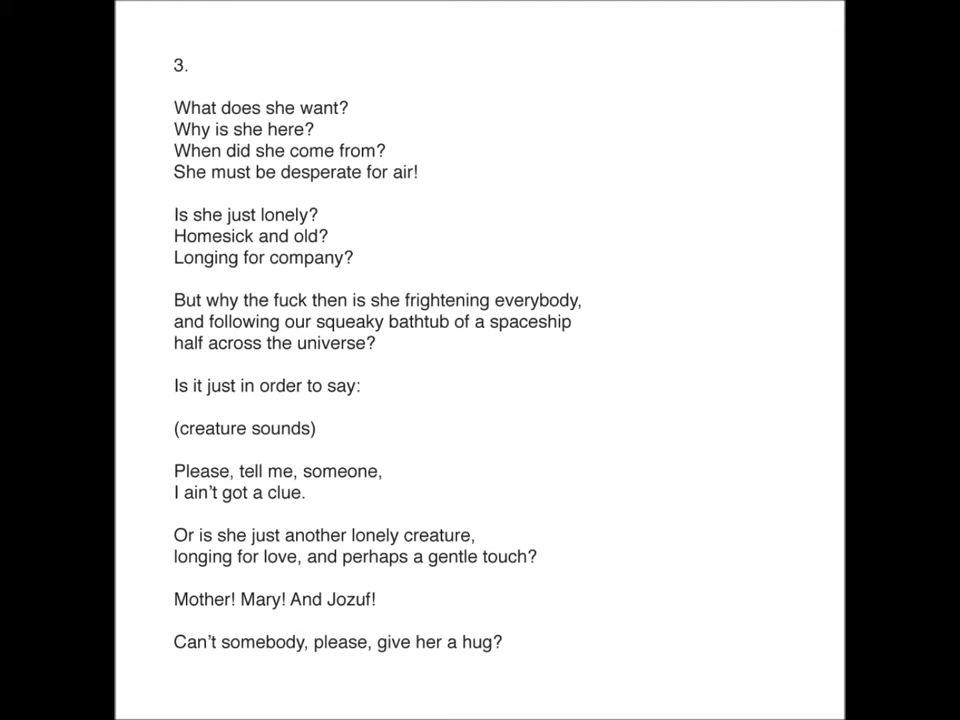 3.
What does she want?
Why is she here?
When did she come from?
She must be desperate for air!
Is she just lonely?
Homesick and old?
Longing for company?
But why the fuck then is she frightening everybody,
and following our squeaky bathtub of a spaceship
half across the universe?
Is it just in order to say:
(creature sounds)
Please, tell me, someone,
I ain’t got a clue.
Or is she just another lonely creature,
longing for love, and perhaps a gentle touch?
Mother! Mary! And Jozuf!
Can’t somebody, please, give her a hug?